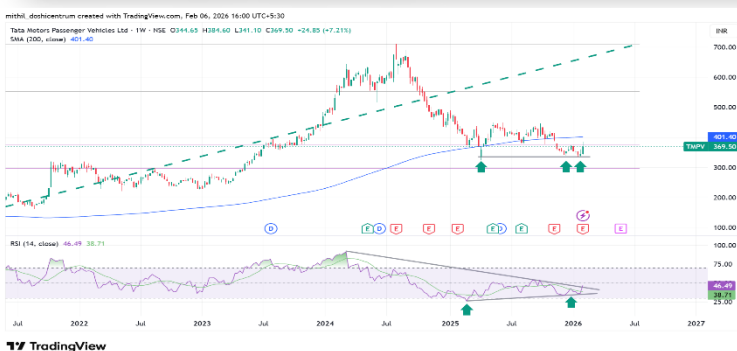 mithil_doshicentrum created with TradingView.com, Feb 06, 2026 16:00 UTC+5:30
Tata Motors Passenger Vehicles Ltd · 1W · NSE O344.65 H384.60 L341.10 C369.50 +24.85 (+7.21%)
SMA (200, close) 401.40
INR
700.00
600.00
500.00
401.40
TMPV 369.50
300.00
200.00
100.00
D E D E E E E D E E E E
RSI (14, close) 46.49 38.71
100.00
75.00
46.49
38.71
25.00
Jul 2022 Jul 2023 Jul 2024 Jul 2025 Jul 2026 Jul 2027
TradingView